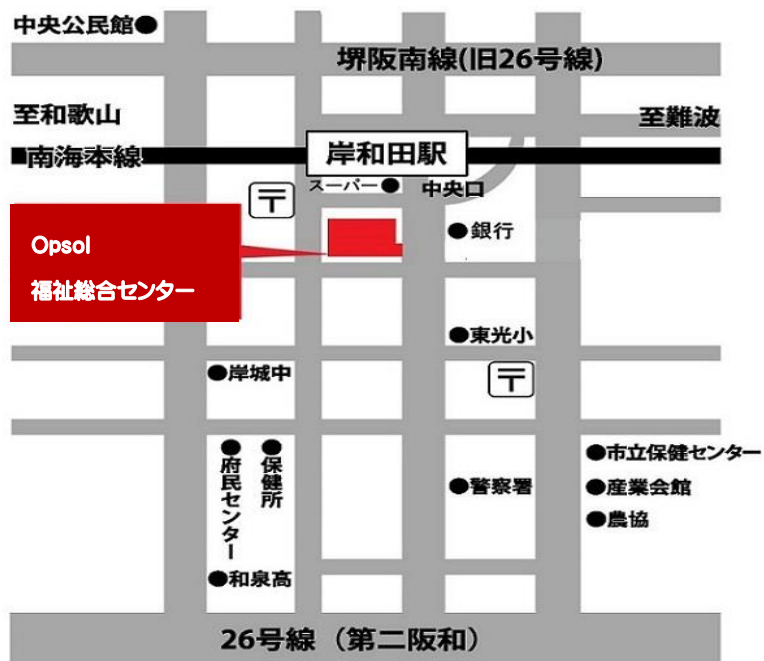 中央公民館●
堺阪南線(旧26号線)
至和歌山
至難波
南海本線
岸和田駅
スーパー●
中央口
〒
●銀行
Opsol
福祉総合センター
●東光小
〒
●岸城中
●府民センター
●保健所
●市立保健センター
●警察署
●産業会館
●農協
●和泉高
26号線（第二阪和）